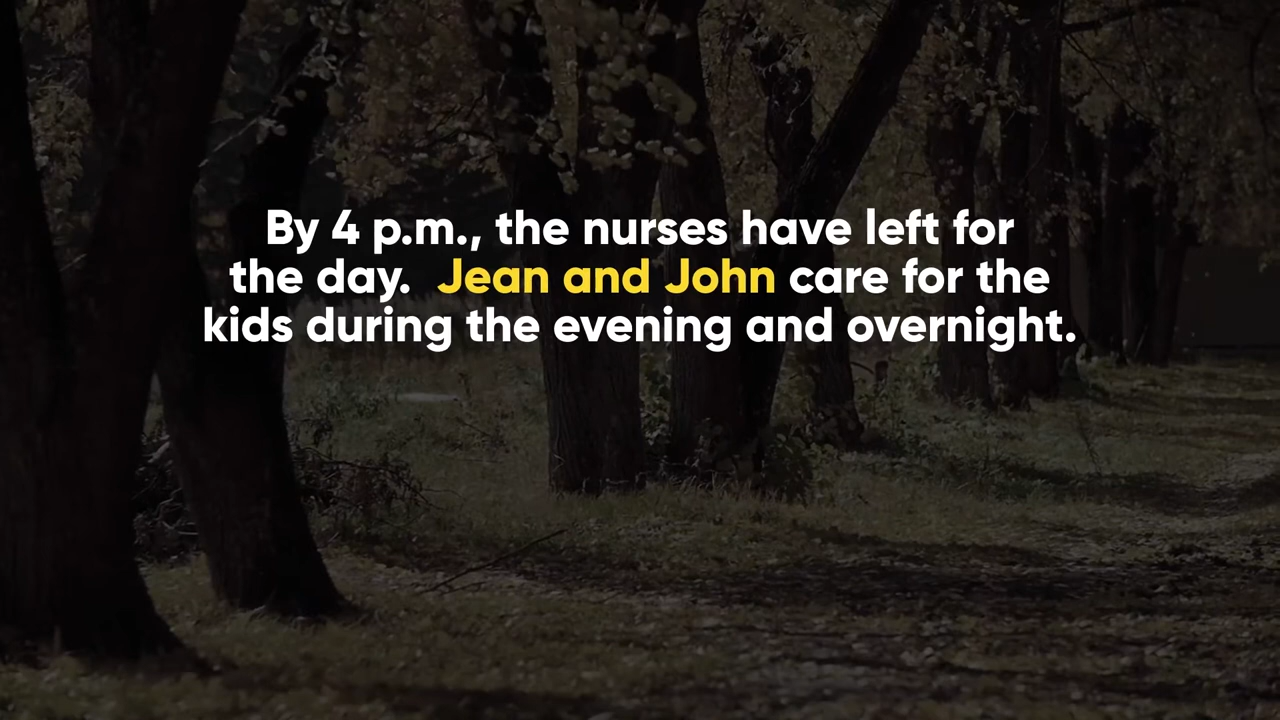 By 4 p.m., the nurses have left for
the day.  Jean and John care for the
kids during the evening and overnight.